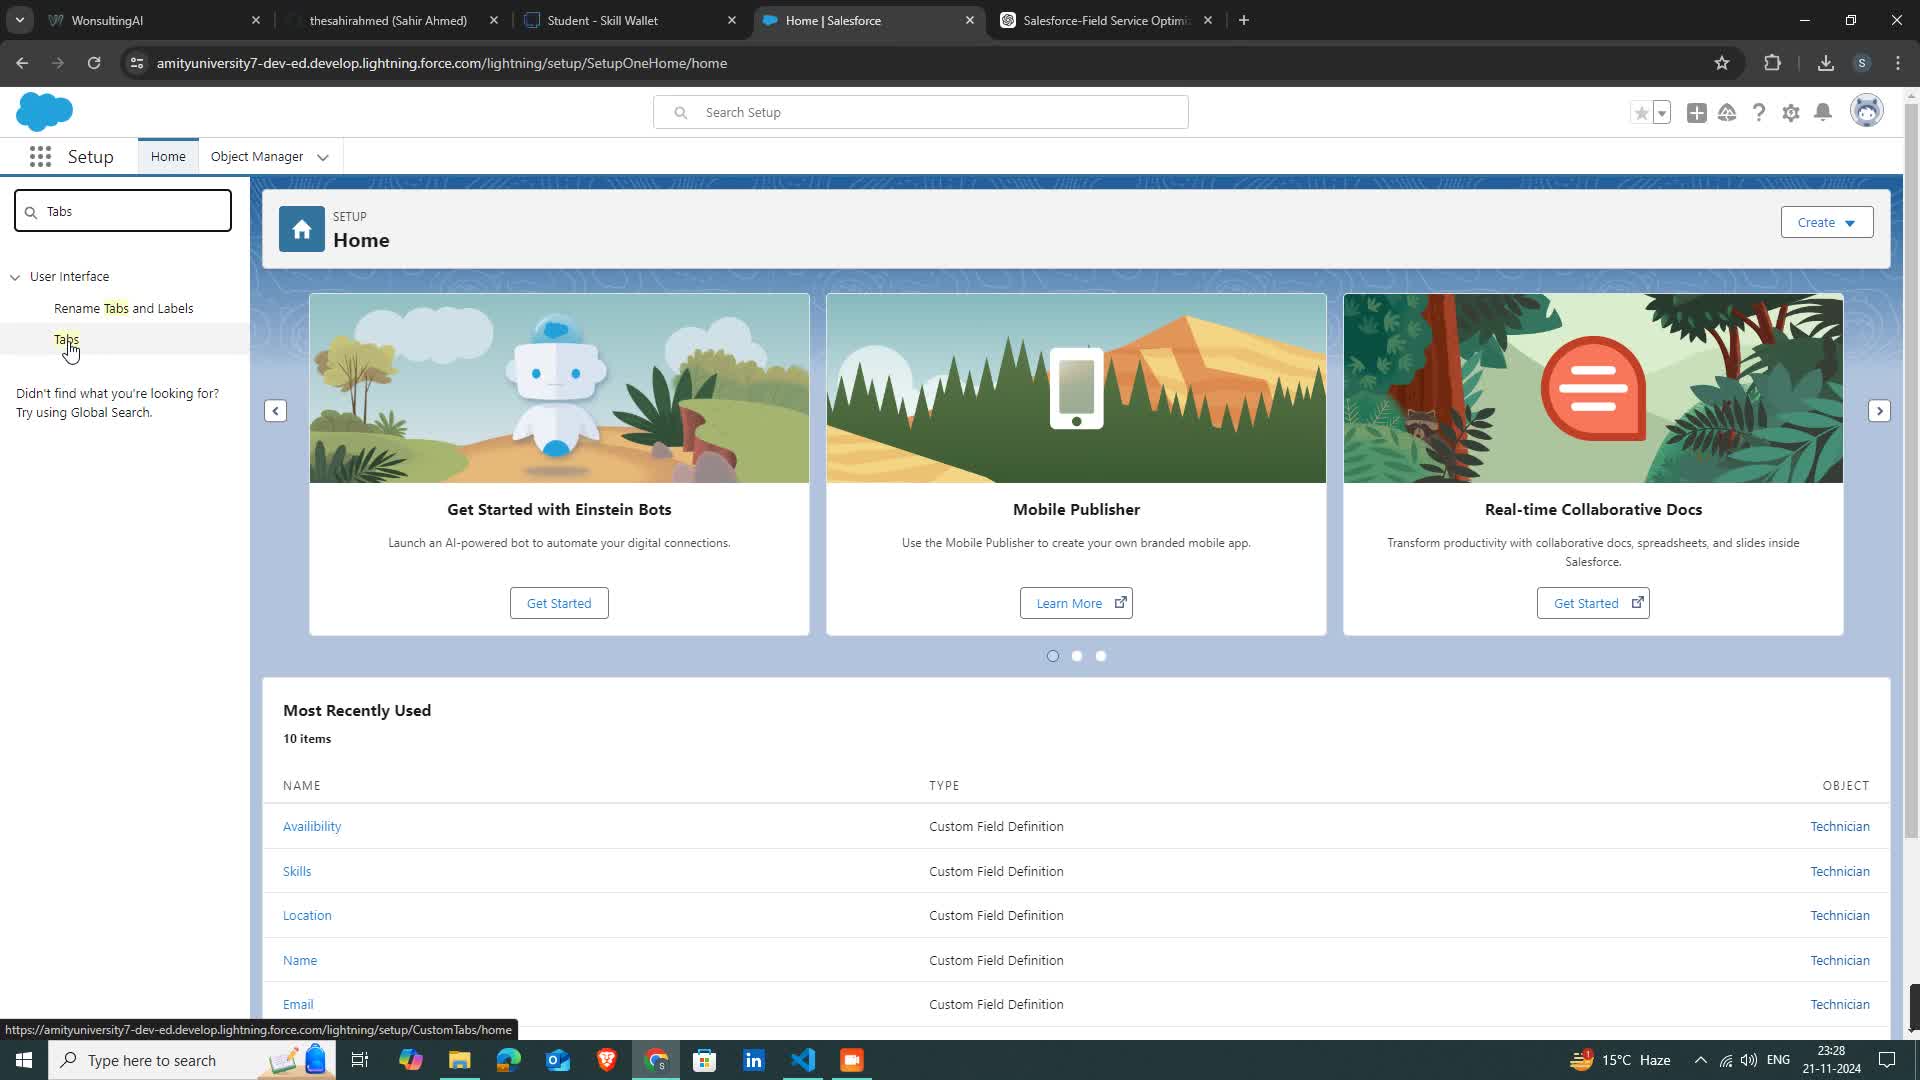 WonsultingAI
thesahirahmed (Sahir Ahmed)
Student - Skill Wallet
Home | Salesforce
Salesforce-Field Service Optimi
amityuniversity7-dev-ed.develop.lightning.force.com/lightning/setup/SetupOneHome/home
S
Search Setup
Setup
Home
Object Manager
Tabs
User Interface
Rename Tabs and Labels
Tabs
Didn't find what you're looking for?
Try using Global Search.
SETUP
Home
Create
Get Started with Einstein Bots
Launch an AI-powered bot to automate your digital connections.
Get Started
Mobile Publisher
Use the Mobile Publisher to create your own branded mobile app.
Learn More
Real-time Collaborative Docs
Transform productivity with collaborative docs, spreadsheets, and slides inside
Salesforce.
Get Started
Most Recently Used
10 items
NAME TYPE OBJECT
Availibility Custom Field Definition Technician
Skills Custom Field Definition Technician
Location Custom Field Definition Technician
Name Custom Field Definition Technician
Email Custom Field Definition Technician
https://amityuniversity7-dev-ed.develop.lightning.force.com/lightning/setup/CustomTabs/home
Type here to search
15°C Haze
ENG
23:28
21-11-2024